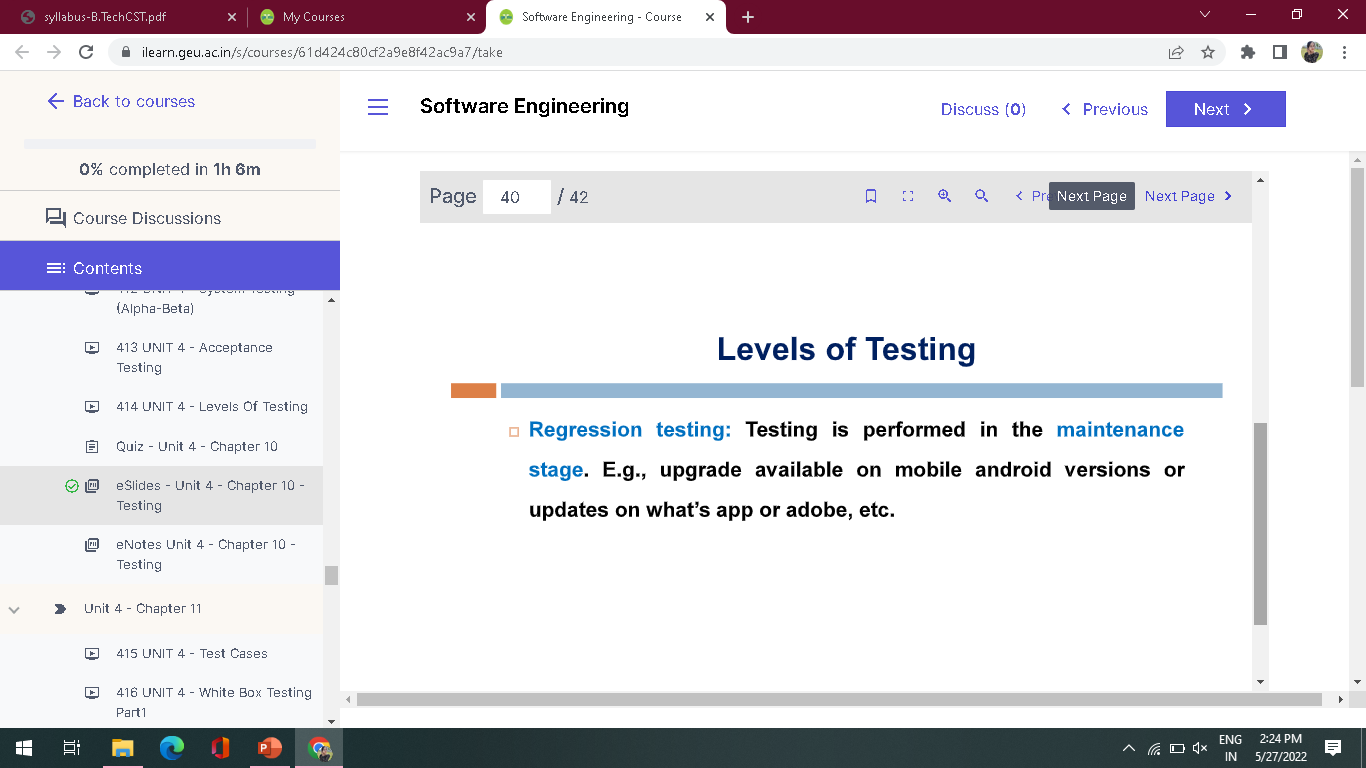 syllabus-B.TechCST.pdf
My Courses
Software Engineering - Course
ilearn.geu.ac.in/s/courses/61d424c80cf2a9e8f42ac9a7/take
Back to courses
0% completed in 1h 6m
Course Discussions
Contents
(Alpha-Beta)
413 UNIT 4 - Acceptance
Testing
414 UNIT 4 - Levels Of Testing
Quiz - Unit 4 - Chapter 10
eSlides - Unit 4 - Chapter 10 -
Testing
eNotes Unit 4 - Chapter 10 -
Testing
Unit 4 - Chapter 11
415 UNIT 4 - Test Cases
416 UNIT 4 - White Box Testing
Part1
Software Engineering
Discuss (0)
Previous
Next
Page 40 / 42
Next Page
Next Page
Levels of Testing
Regression testing: Testing is performed in the maintenance
stage. E.g., upgrade available on mobile android versions or
updates on what's app or adobe, etc.
ENG
IN
2:24 PM
5/27/2022